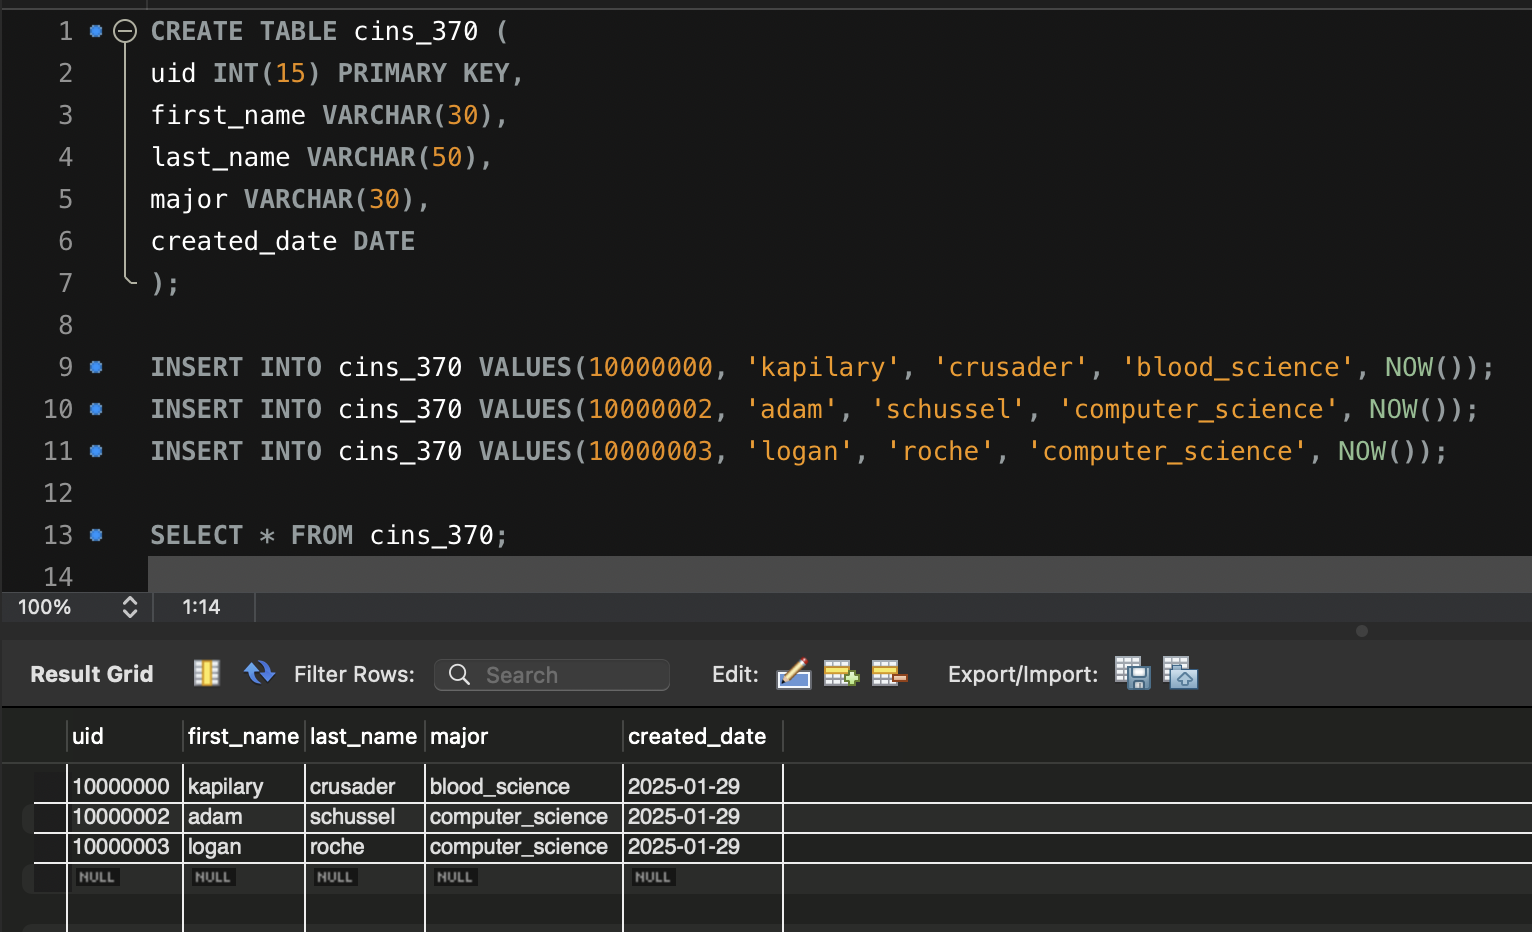 1 CREATE TABLE cins_370 (
2 uid INT(15) PRIMARY KEY,
3 first_name VARCHAR(30),
4 last_name VARCHAR(50),
5 major VARCHAR(30),
6 created_date DATE
7 );
8
9 INSERT INTO cins_370 VALUES(10000000, 'kapilary', 'crusader', 'blood_science', NOW());
10 INSERT INTO cins_370 VALUES(10000002, 'adam', 'schussel', 'computer_science', NOW());
11 INSERT INTO cins_370 VALUES(10000003, 'logan', 'roche', 'computer_science', NOW());
12
13 SELECT * FROM cins_370;
14
100% 1:14
Result Grid Filter Rows: Search Edit: Export/Import:
uid first_name last_name major created_date
10000000 kapilary crusader blood_science 2025-01-29
10000002 adam schussel computer_science 2025-01-29
10000003 logan roche computer_science 2025-01-29
NULL NULL NULL NULL NULL